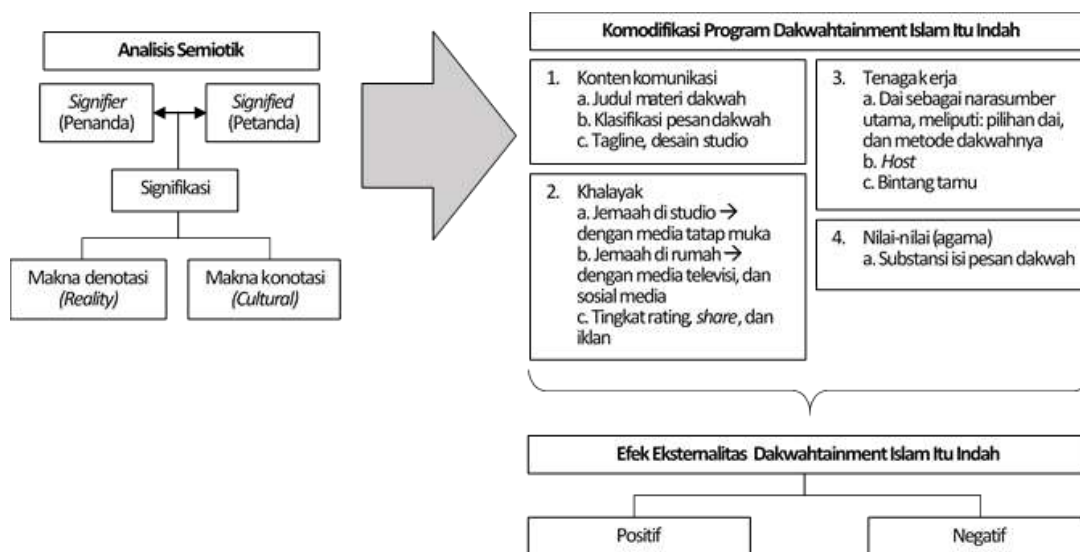 Analisis Semiotik
Signifier
(Penanda)
Signified
(Petanda)
Signifikasi
Makna denotasi
(Reality)
Makna konotasi
(Cultural)
Komodifikasi Program Dakwahtainment Islam Itu Indah
1. Konten komunikasi
a. Judul materi dakwah
b. Klasifikasi pesan dakwah
c. Tagline, desain studio
2. Khalayak
a. Jemaah di studio →
dengan media tatap muka
b. Jemaah di rumah →
dengan media televisi, dan
sosial media
c. Tingkat rating, share, dan
iklan
3. Tenaga kerja
a. Dai sebagai narasumber
utama, meliputi: pilihan dai,
dan metode dakwahnya
b. Host
c. Bintang tamu
4. Nilai-nilai (agama)
a. Substansi isi pesan dakwah
Efek Eksternalitas Dakwahtainment Islam Itu Indah
Positif
Negatif